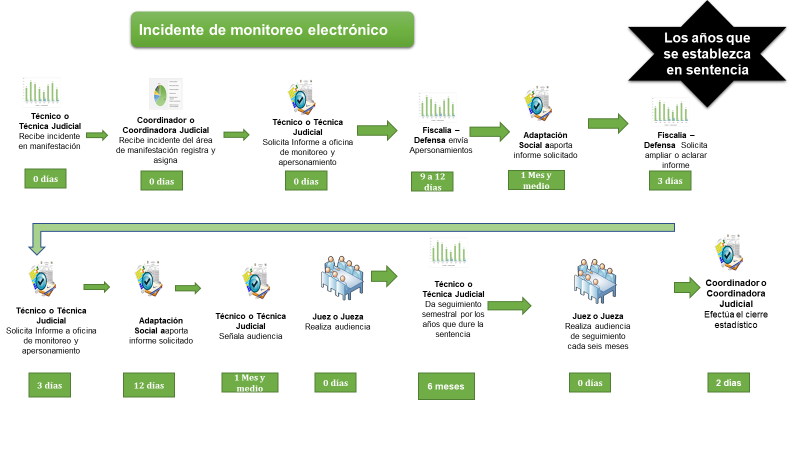 Incidente de monitoreo electrónico
Los años que
se establezca
en sentencia
Técnico o
Técnica Judicial
Recibe incidente
en manifestación
0 días
Coordinador o
Coordinadora Judicial
Recibe incidente del área
de manifestación registra y
asigna
0 días
Técnico o Técnica
Judicial
Solicita Informe a oficina
de monitoreo y
apersonamiento
0 días
Fiscalia –
Defensa envía
Apersonamientos
9 a 12
días
Adaptación
Social aaporta
informe solicitado
1 Mes y
medio
Fiscalia –
Defensa Solicita
ampliar o aclarar
informe
3 días
Técnico o Técnica
Judicial
Solicita Informe a oficina
de monitoreo y
apersonamiento
3 días
Adaptación
Social aaporta
informe solicitado
12 días
Técnico o Técnica
Judicial
Señala audiencia
1 Mes y
medio
Juez o Jueza
Realiza audiencia
0 días
Técnico o
Técnica Judicial
Da seguimiento
semestral por los
años que dure la
sentencia
6 meses
Juez o Jueza
Realiza
audiencia
de seguimiento
cada seis meses
0 días
Coordinador o
Coordinadora
Judicial
Efectúa el cierre
estadístico
2 días